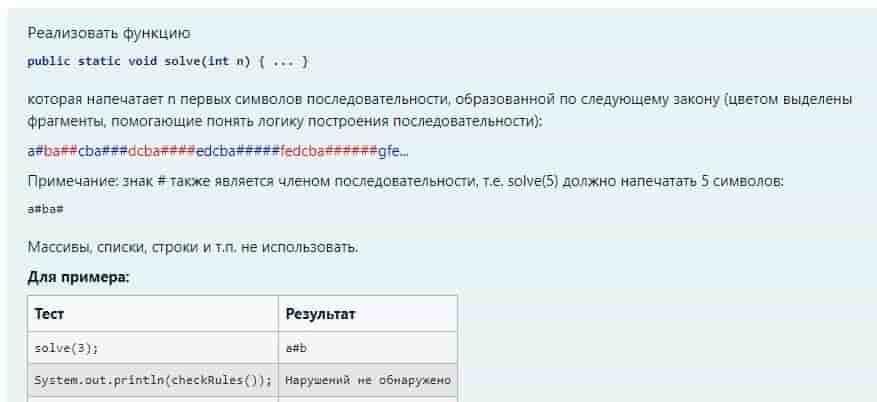 Реализовать функцию
public static void solve(int n) { ... }
которая напечатает n первых символов последовательности, образованной по следующему закону (цветом выделены
фрагменты, помогающие понять логику построения последовательности):
a#ba##cba###dcba####edcba#####fedcba######gfe...
Примечание: знак # также является членом последовательности, т.е. solve(5) должно напечатать 5 символов:
a#ba#
Массивы, списки, строки и т.п. не использовать.
Для примера:
Тест Результат
solve(3); a#b
System.out.println(checkRules()); Нарушений не обнаружено